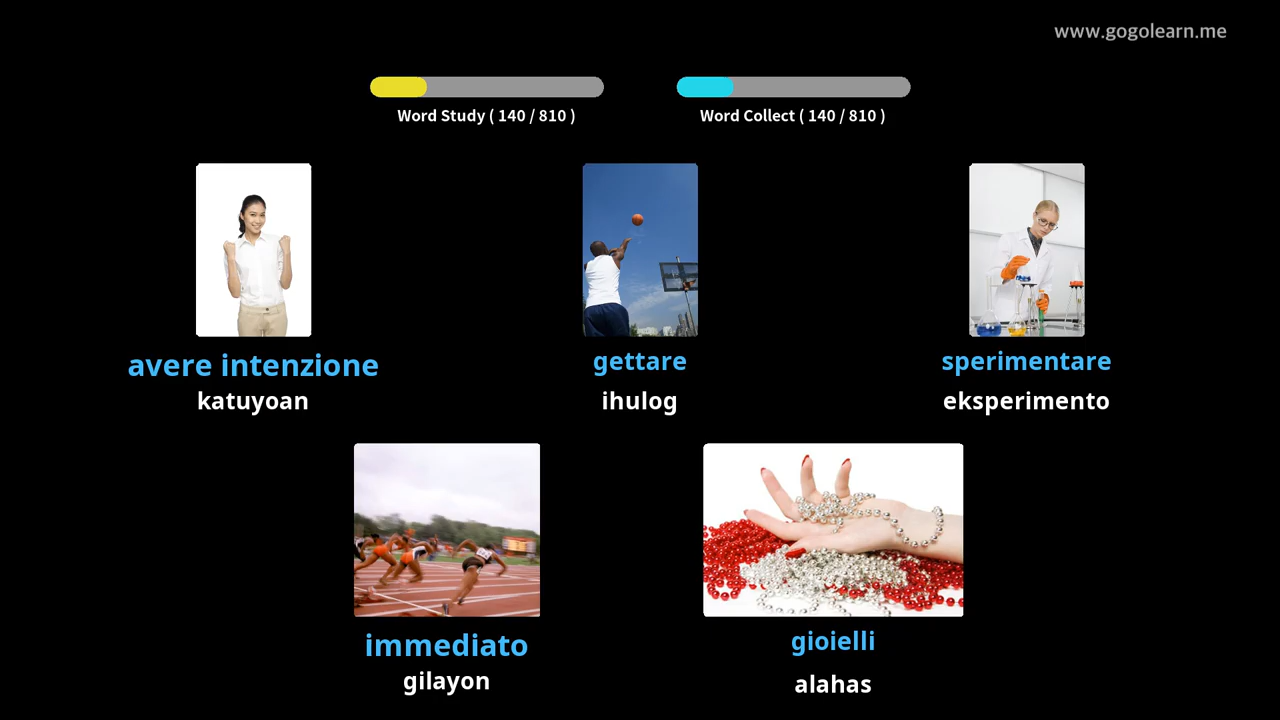 www.gogolearn.me
Word Study ( 140 / 810 )
Word Collect ( 140 / 810 )
avere intenzione
katuyoan
gettare
ihulog
sperimentare
eksperimento
immediato
gilayon
gioielli
alahas